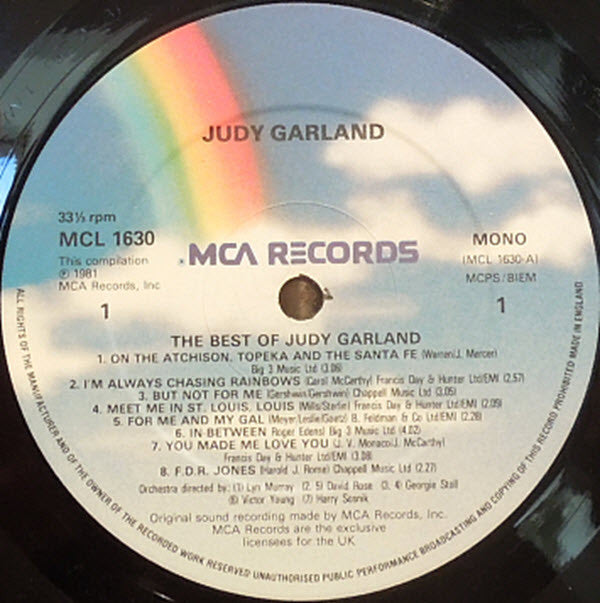 JUDY GARLAND
33⅓ rpm
MCL 1630
This compilation
℗ 1981
MCA Records, Inc
1
MCA RECORDS
MONO
(MCL 1630-A)
MCPS/BIEM
1
THE BEST OF JUDY GARLAND
1. ON THE ATCHISON, TOPEKA AND THE SANTA FE (Warren/J. Mercer)
Big 3 Music Ltd (3.06)
2. I'M ALWAYS CHASING RAINBOWS (Carol McCarthy) Francis Day & Hunter Ltd/EMI (2.57)
3. BUT NOT FOR ME (Gershwin/Gershwin) Chappell Music Ltd (3.05)
4. MEET ME IN ST. LOUIS, LOUIS (Mills/Sterlin) Francis Day & Hunter Ltd/EMI (2.09)
5. FOR ME AND MY GAL (Meyer/Leslie/Goetz) B. Feldman & Co Ltd/EMI (2.28)
6. IN-BETWEEN Roger Edens) Big 3 Music Ltd (4.02)
7. YOU MADE ME LOVE YOU (J. V. Monaco/J. McCarthy)
Francis Day & Hunter Ltd/EMI (3.08)
8. F.D.R. JONES (Harold J. Rome) Chappell Music Ltd (2.27)
Orchestra directed by: (1) Lyn Murray (2, 5) David Rose (3, 4) Georgie Stoll
(6) Victor Young (7) Harry Sosnik
Original sound recording made by MCA Records, Inc.
MCA Records are the exclusive
licensees for the UK
ALL RIGHTS OF THE MANUFACTURER AND OF THE OWNER OF THE RECORDED WORK RESERVED UNAUTHORISED PUBLIC PERFORMANCE BROADCASTING AND COPYING OF THIS RECORD PROHIBITED MADE IN ENGLAND